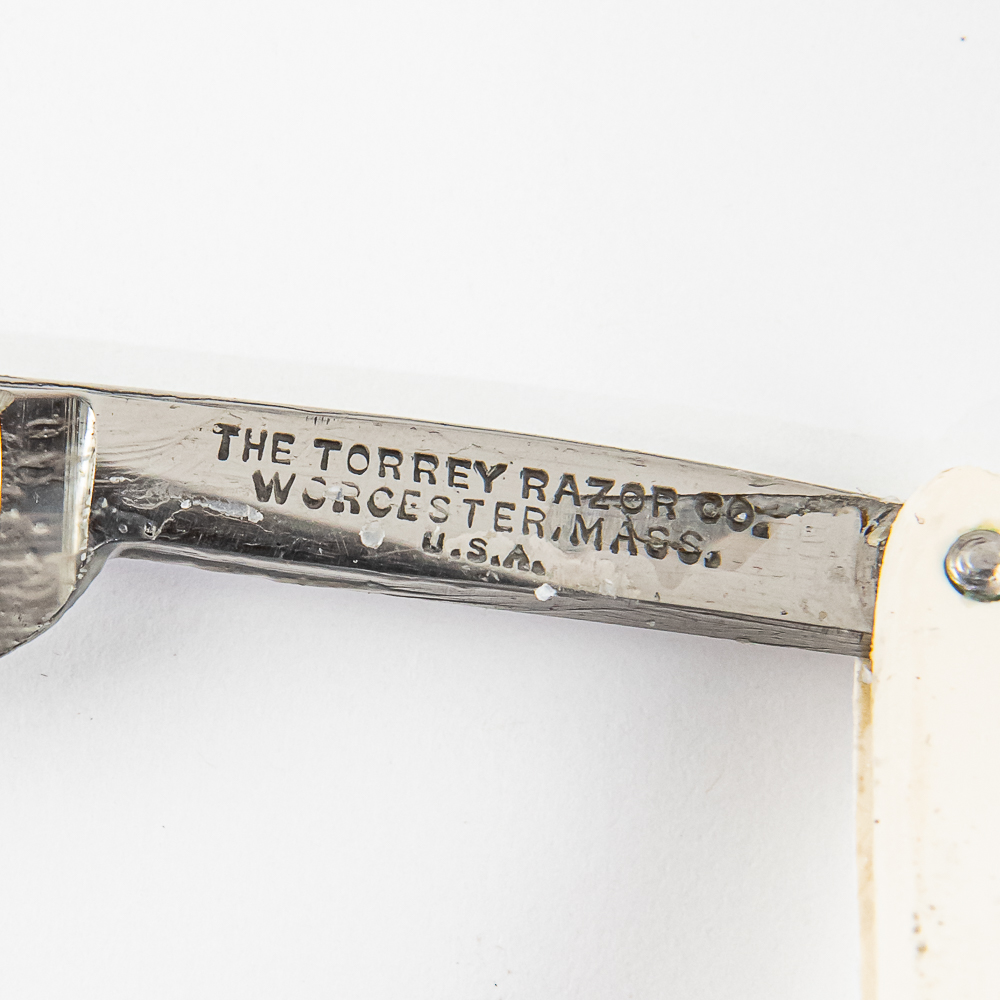 THE TORREY RAZOR CO.
WORCESTER, MASS.
U.S.A.